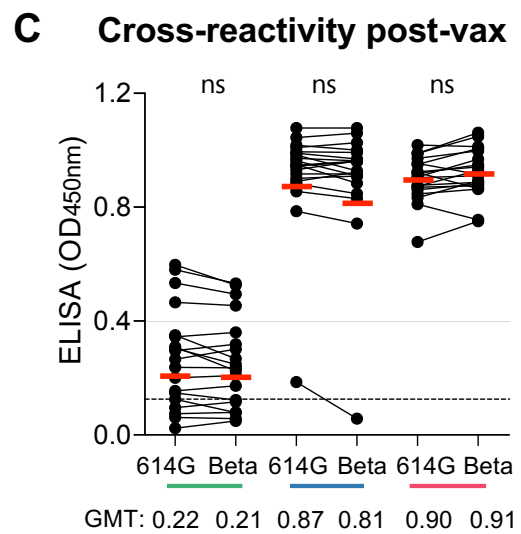 C Cross-reactivity post-vax
ns ns ns
ELISA (OD450nm)
1.2
0.8
0.4
0.0
614G Beta 614G Beta 614G Beta
GMT: 0.22 0.21 0.87 0.81 0.90 0.91